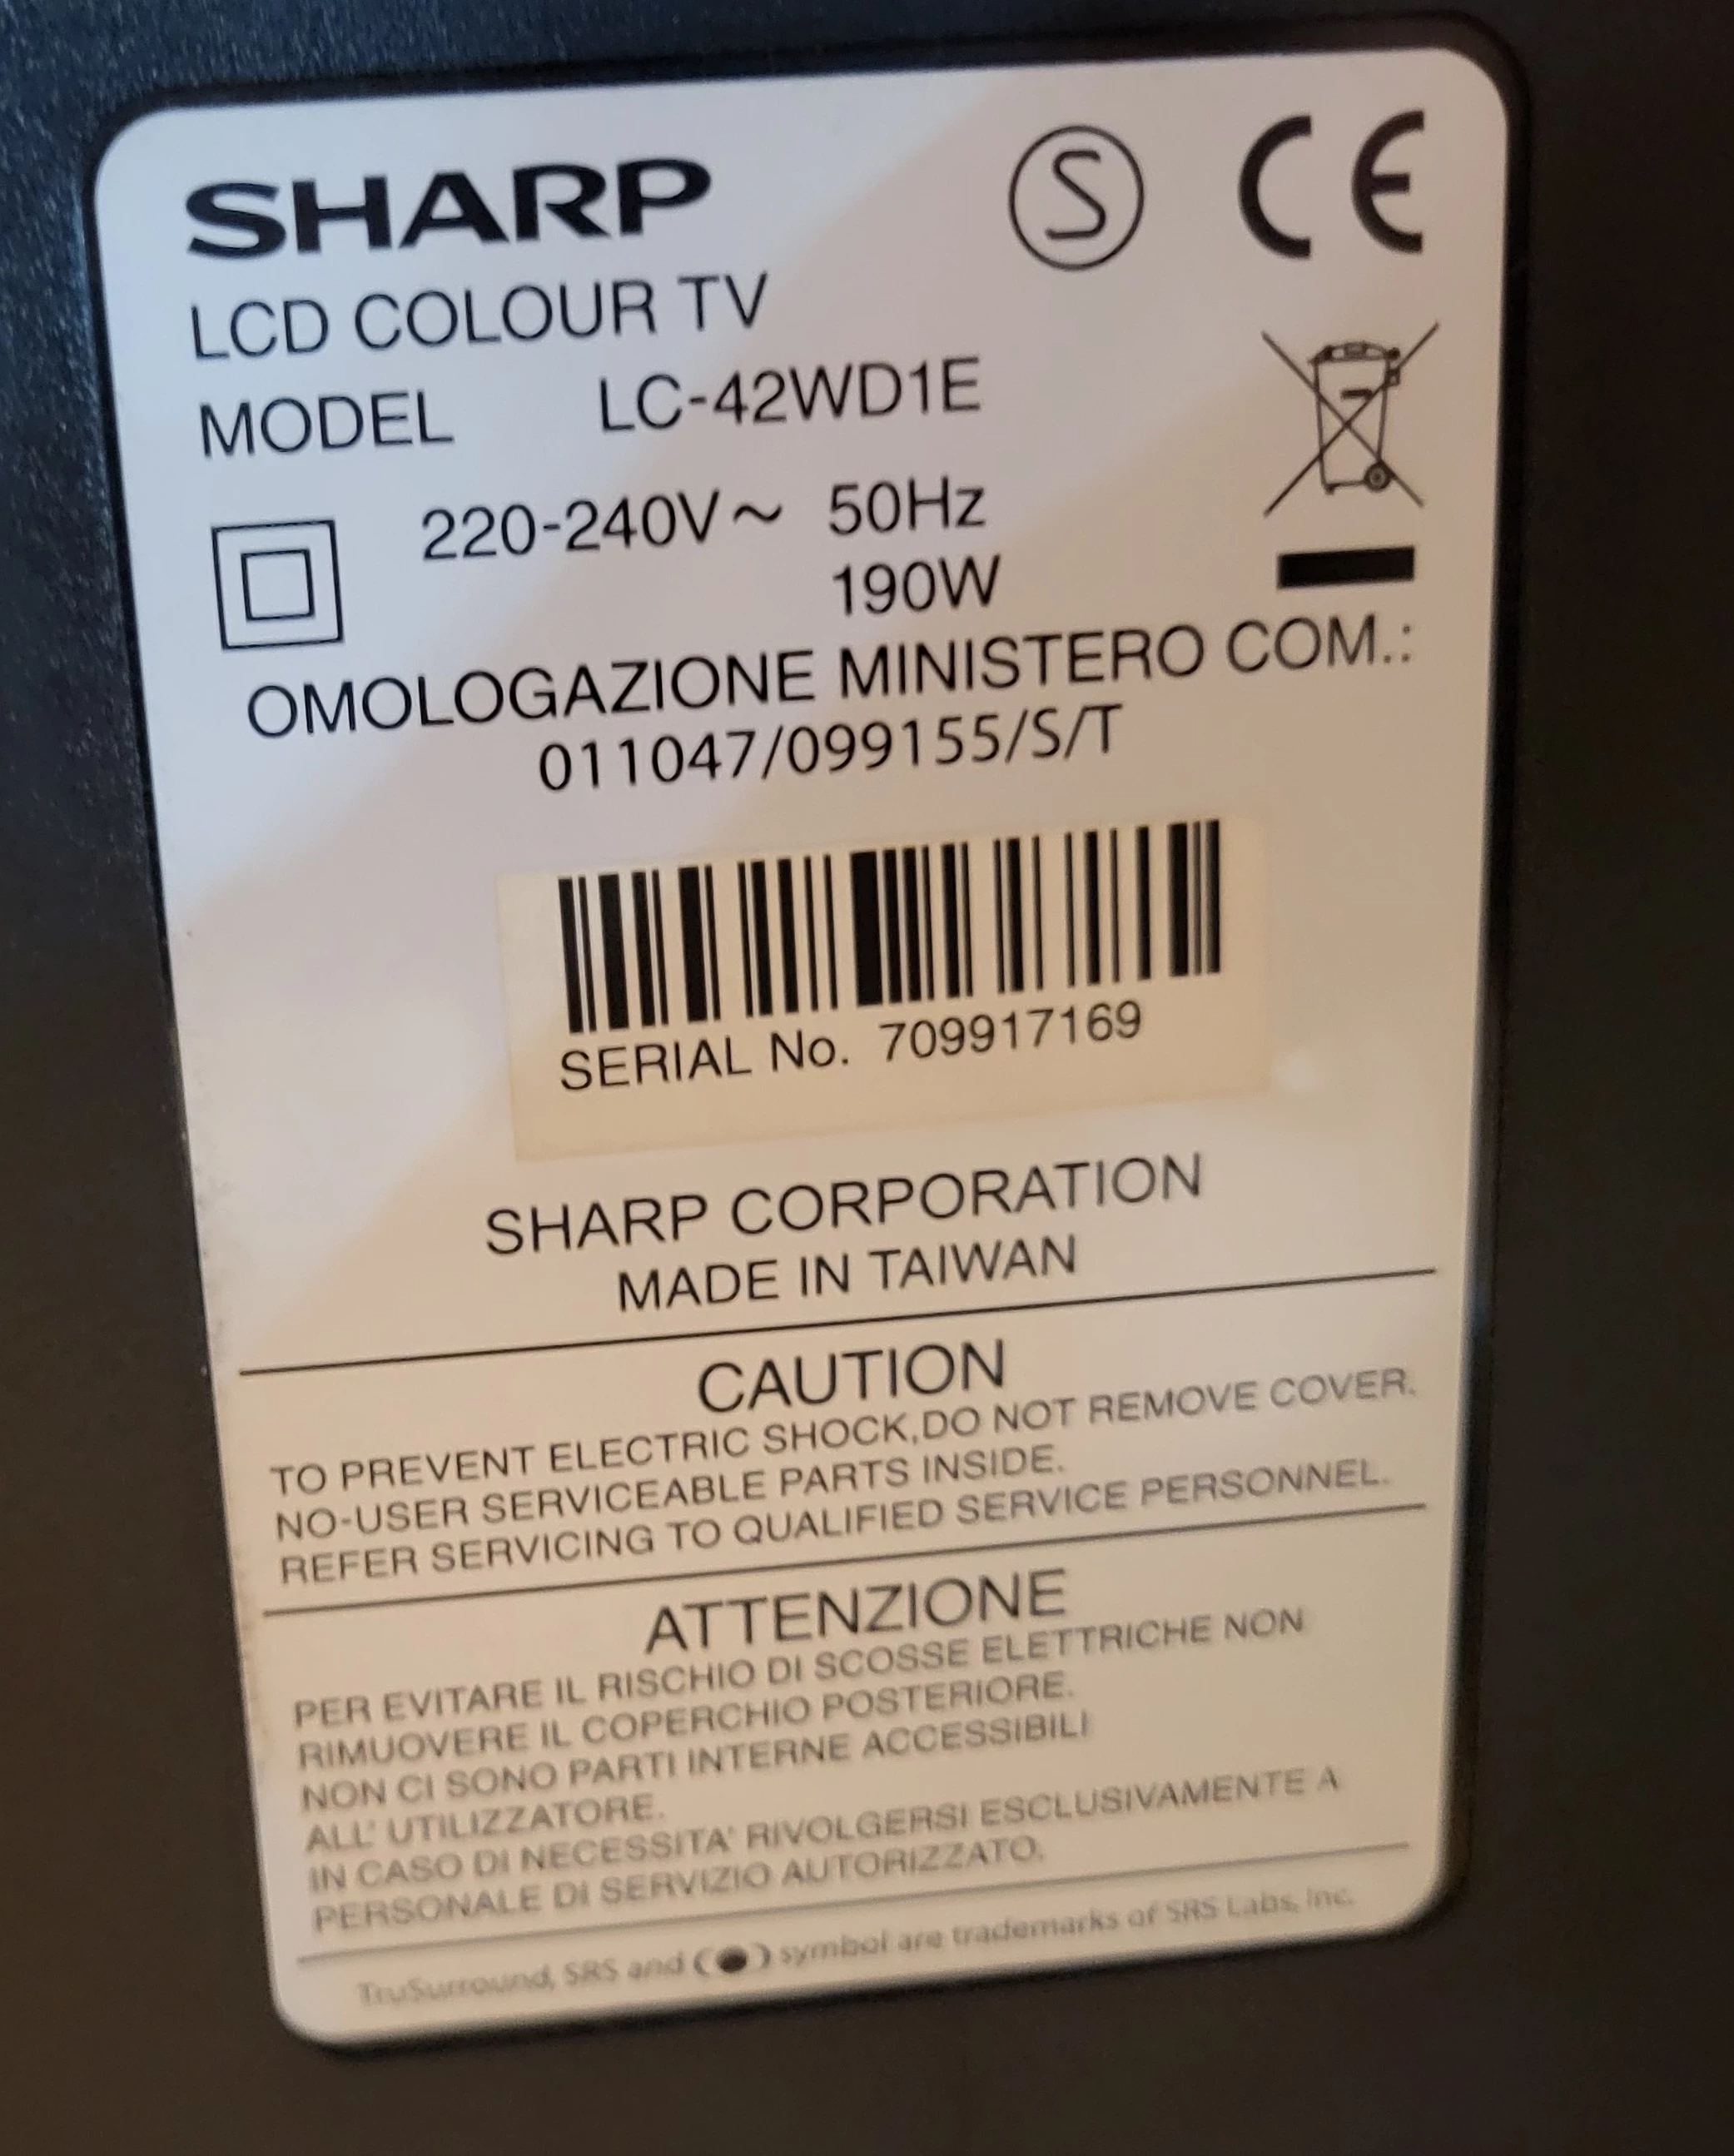 SHARP
LCD COLOUR TV
MODEL LC-42WD1E
220-240V~ 50Hz
190W
OMOLOGAZIONE MINISTERO COM.:
011047/099155/S/T
SERIAL No. 709917169
SHARP CORPORATION
MADE IN TAIWAN
CAUTION
TO PREVENT ELECTRIC SHOCK,DO NOT REMOVE COVER.
NO-USER SERVICEABLE PARTS INSIDE.
REFER SERVICING TO QUALIFIED SERVICE PERSONNEL.
ATTENZIONE
PER EVITARE IL RISCHIO DI SCOSSE ELETTRICHE NON
RIMUOVERE IL COPERCHIO POSTERIORE.
NON CI SONO PARTI INTERNE ACCESSIBILI
ALL' UTILIZZATORE.
IN CASO DI NECESSITA' RIVOLGERSI ESCLUSIVAMENTE A
PERSONALE DI SERVIZIO AUTORIZZATO.
TruSurround, SRS and (●) symbol are trademarks of SRS Labs, Inc.